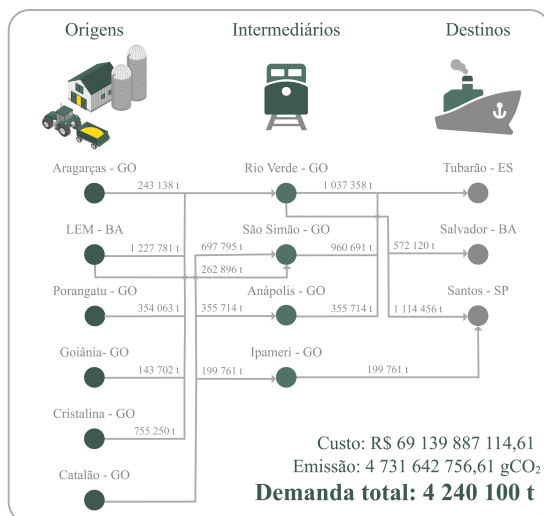 Origens Intermediários Destinos
Aragarças - GO Rio Verde - GO Tubarão - ES
243 138 t 1 037 358 t
LEM - BA São Simão - GO Salvador - BA
1 227 781 t 697 795 t 960 691 t 572 120 t
262 896 t
Porangatu - GO Anápolis - GO Santos - SP
354 063 t 355 714 t 355 714 t 1 114 456 t
Goiânia- GO Ipameri - GO
143 702 t 199 761 t 199 761 t
Cristalina - GO
755 250 t
Catalão - GO
Custo: R$ 69 139 887 114,61
Emissão: 4 731 642 756,61 gCO₂
Demanda total: 4 240 100 t